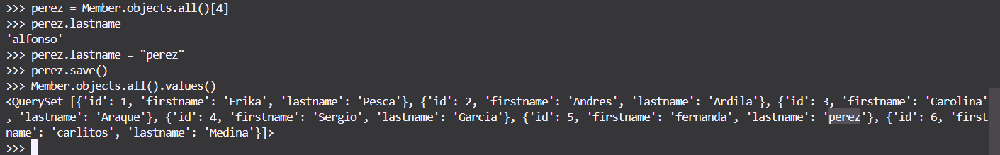 >>> perez = Member.objects.all()[4]
>>> perez.lastname
'alfonso'
>>> perez.lastname = "perez"
>>> perez.save()
>>> Member.objects.all().values()
<QuerySet [{'id': 1, 'firstname': 'Erika', 'lastname': 'Pesca'}, {'id': 2, 'firstname': 'Andres', 'lastname': 'Ardila'}, {'id': 3, 'firstname': 'Carolina'
, 'lastname': 'Araque'}, {'id': 4, 'firstname': 'Sergio', 'lastname': 'Garcia'}, {'id': 5, 'firstname': 'fernanda', 'lastname': 'perez'}, {'id': 6, 'first
name': 'carlitos', 'lastname': 'Medina'}]>
>>>